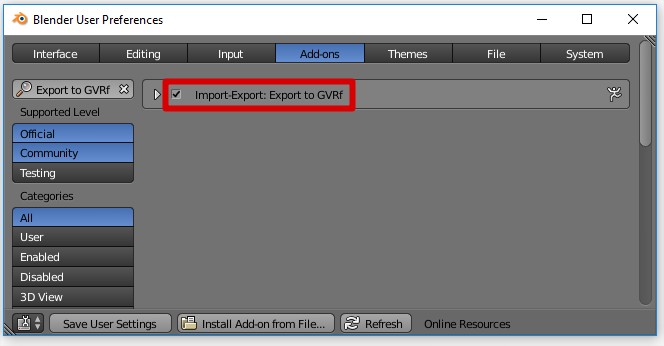 Blender User Preferences
Interface Editing Input Add-ons Themes File System
Export to GVRf
Import-Export: Export to GVRf
Supported Level
Official
Community
Testing
Categories
All
User
Enabled
Disabled
3D View
Save User Settings Install Add-on from File... Refresh Online Resources